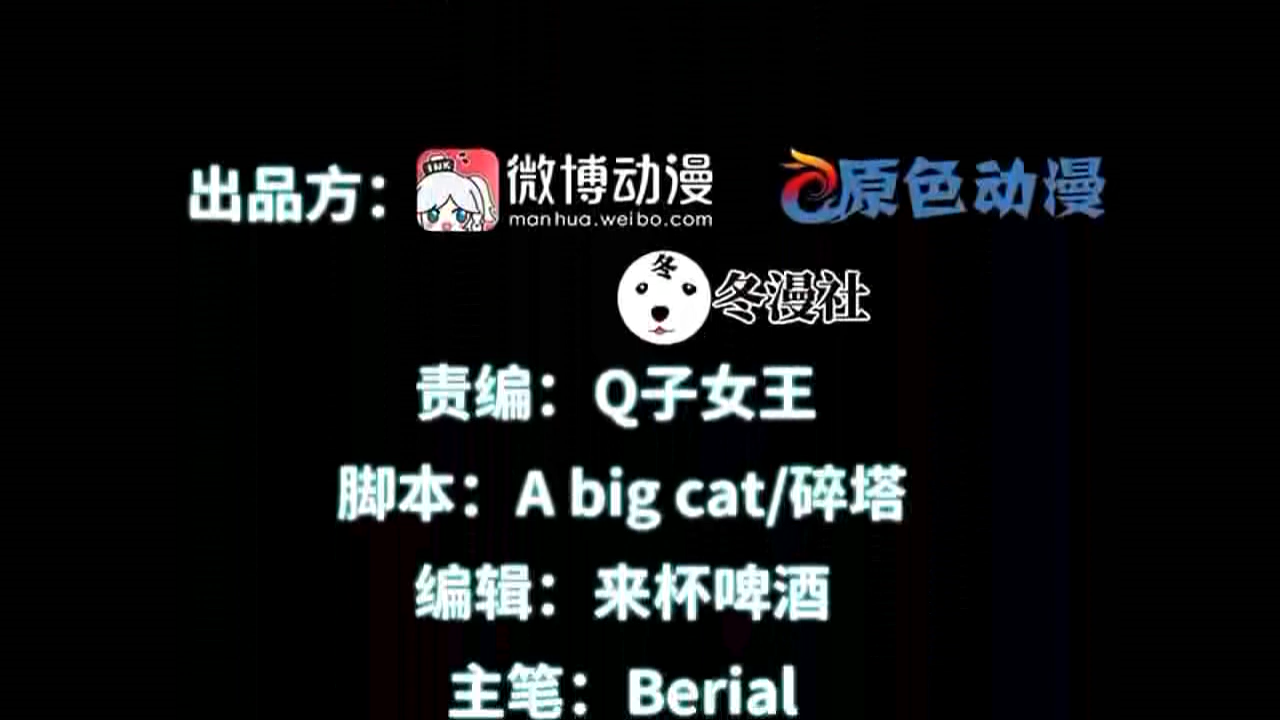 出品方：微博动漫 原色动漫
manhua.weibo.com
冬 冬漫社
责编：Q子女王
脚本：A big cat/碎塔
编辑：来杯啤酒
主笔：Berial